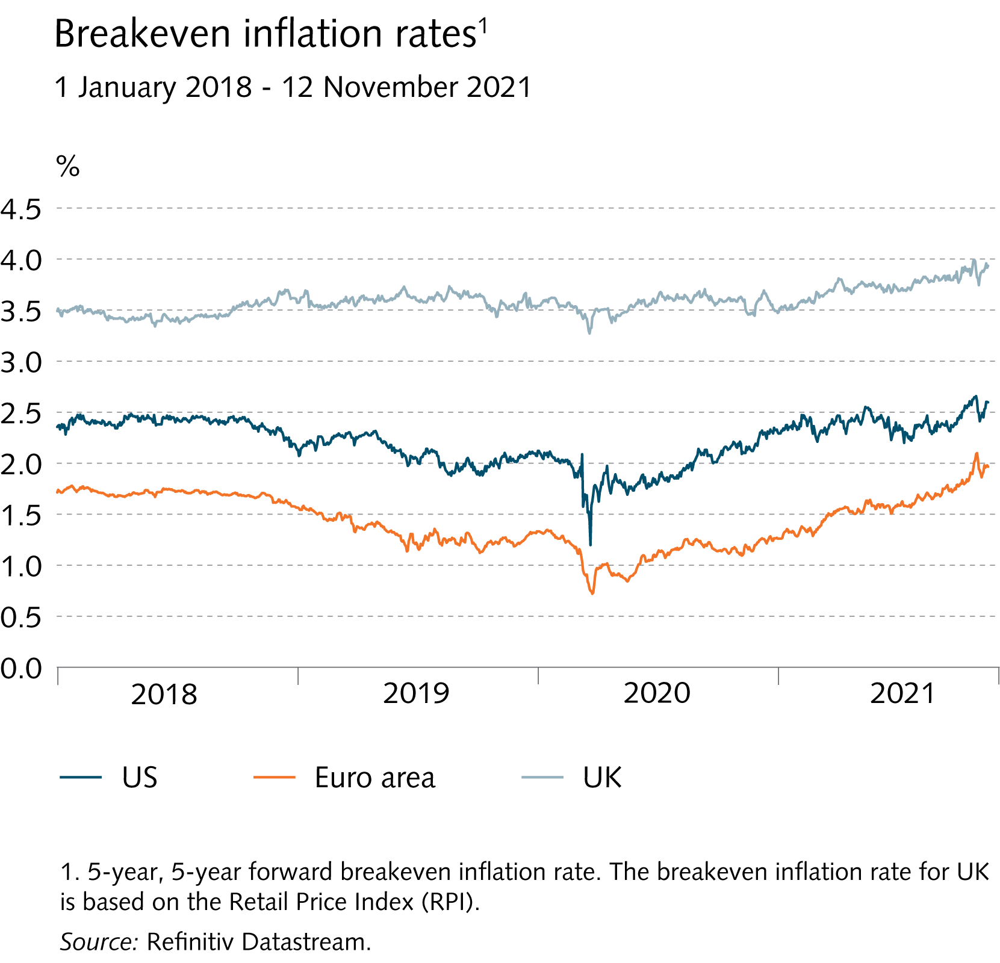 Breakeven inflation rates¹
1 January 2018 - 12 November 2021
%
4.5
4.0
3.5
3.0
2.5
2.0
1.5
1.0
0.5
0.0
2018 2019 2020 2021
US Euro area UK
1. 5-year, 5-year forward breakeven inflation rate. The breakeven inflation rate for UK
is based on the Retail Price Index (RPI).
Source: Refinitiv Datastream.